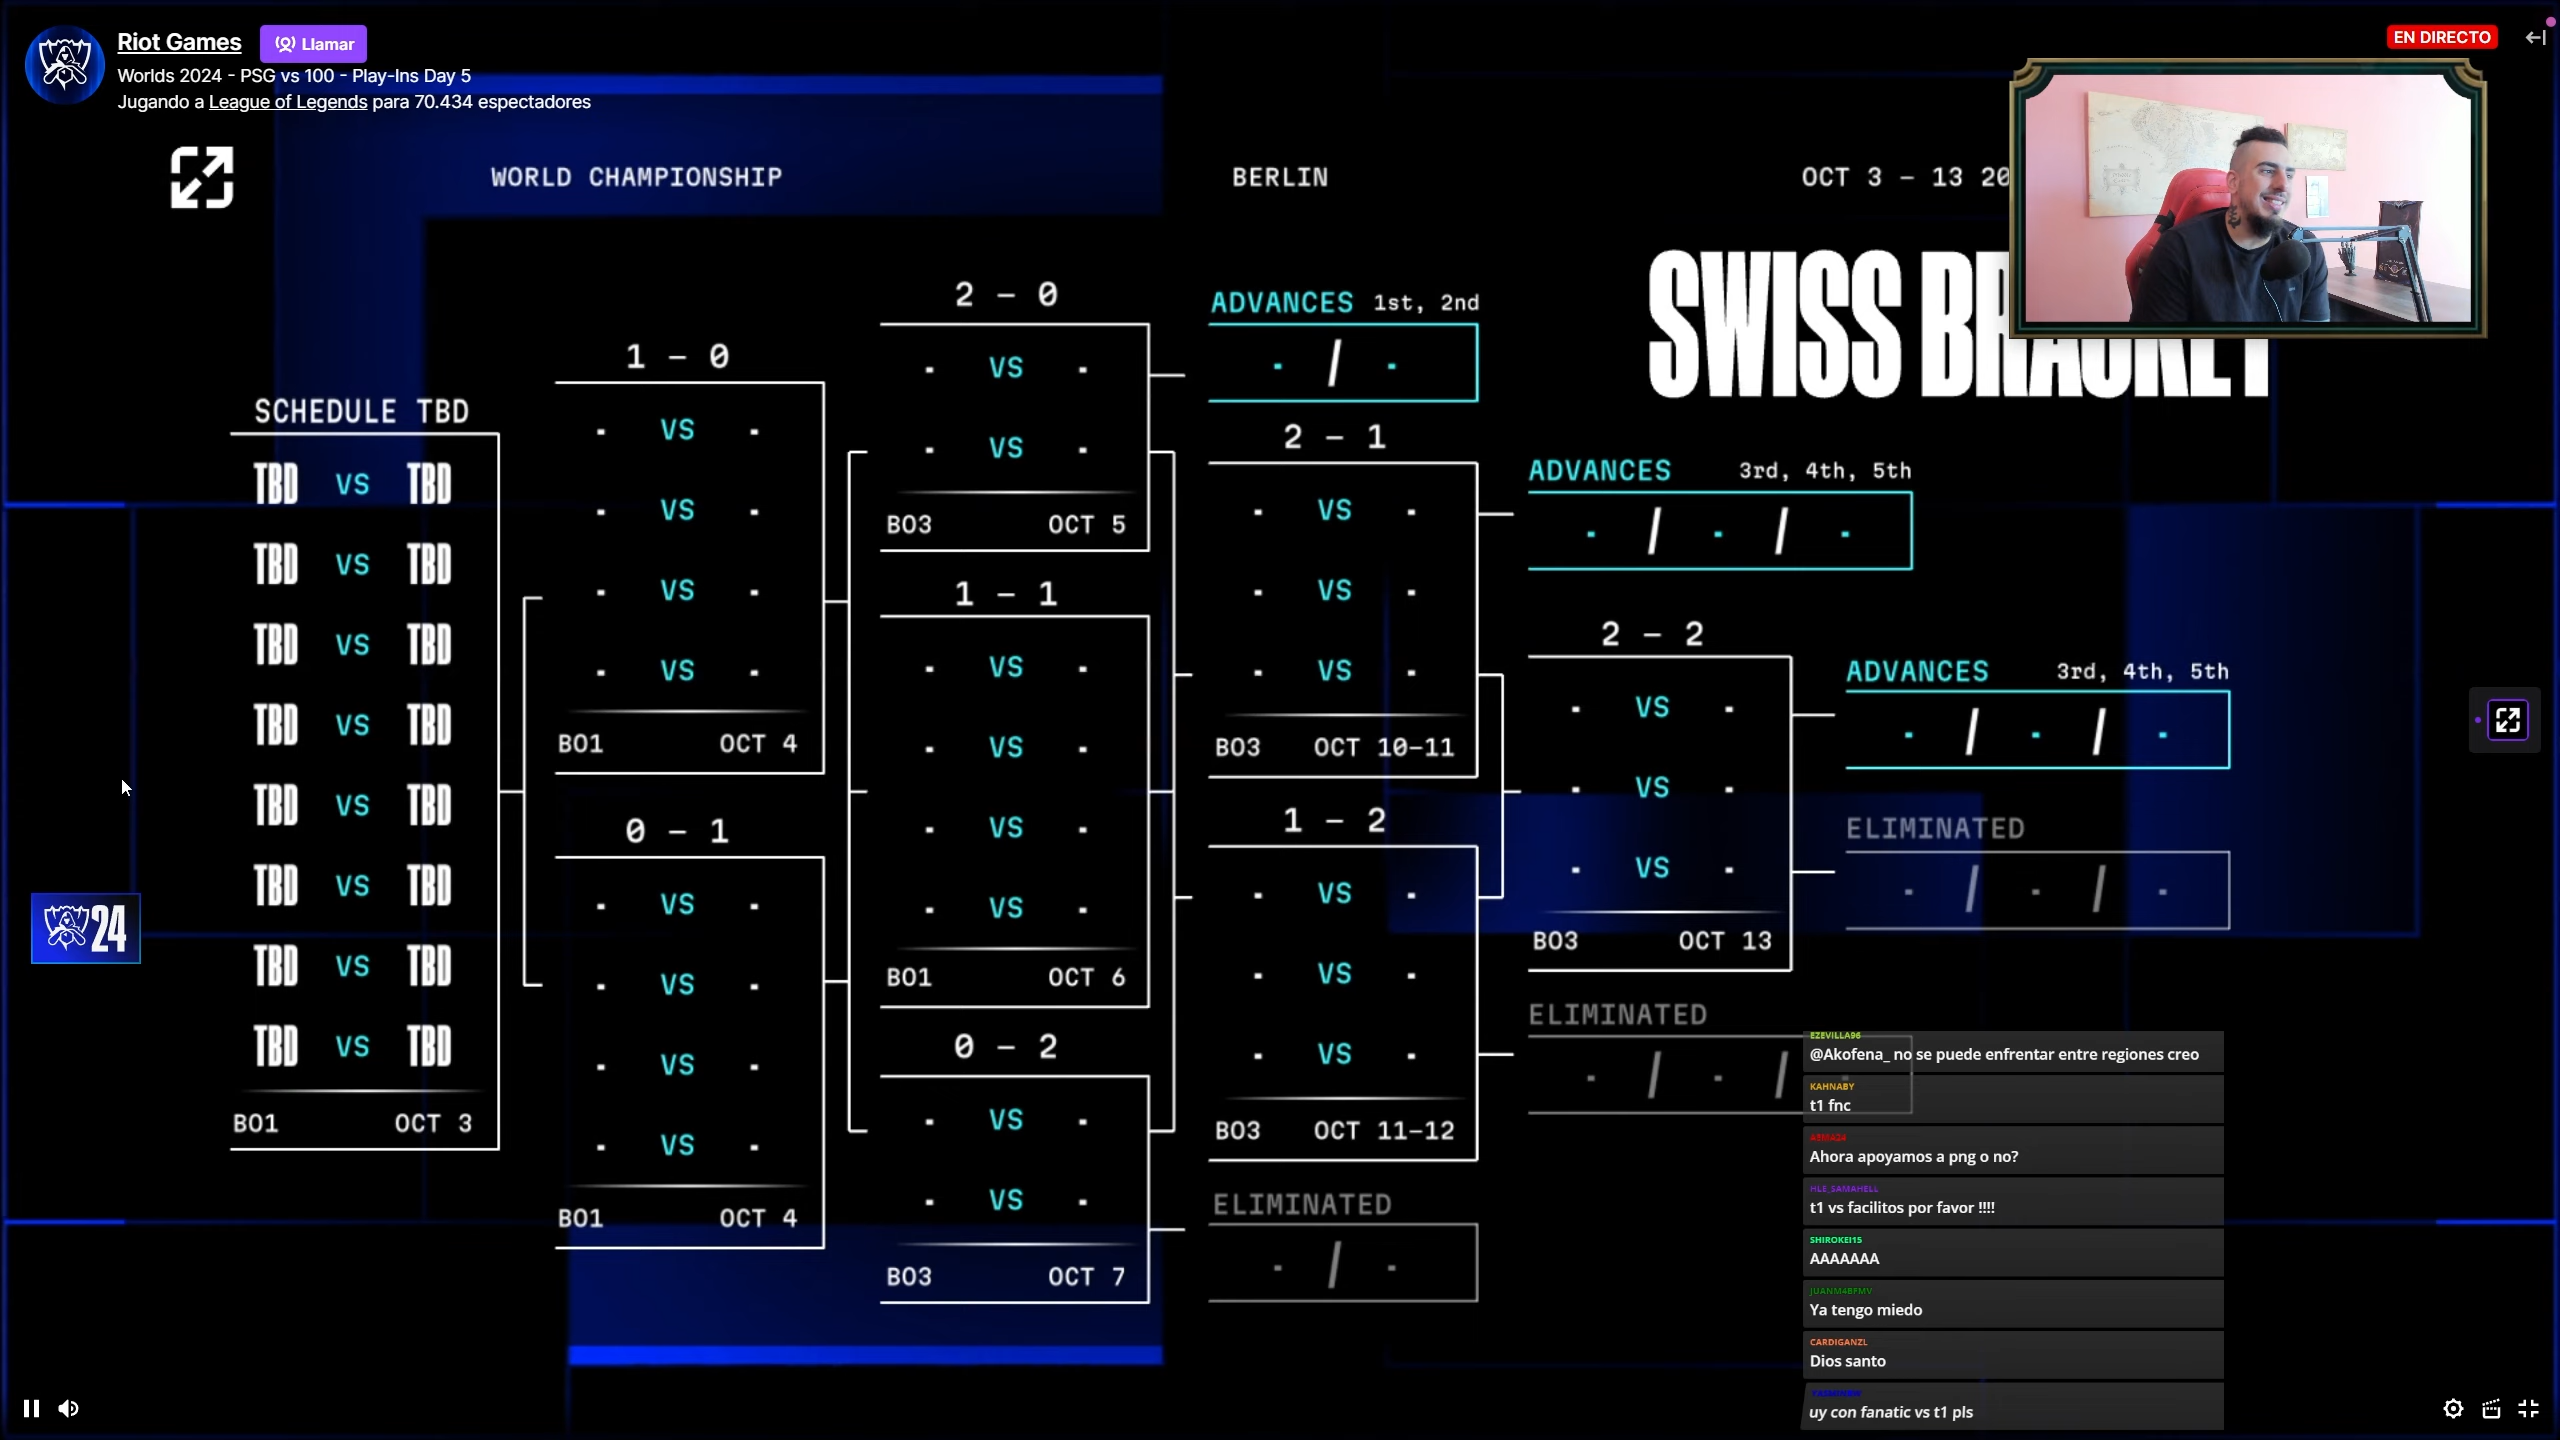 Riot Games
Llamar
Worlds 2024 - PSG vs 100 - Play-Ins Day 5
Jugando a League of Legends para 70.434 espectadores
EN DIRECTO
WORLD CHAMPIONSHIP
BERLIN
OCT 3 – 13 20
SWISS BRACKET
SCHEDULE TBD
TBD VS TBD
TBD VS TBD
TBD VS TBD
TBD VS TBD
TBD VS TBD
TBD VS TBD
TBD VS TBD
TBD VS TBD
BO1 OCT 3
1 – 0
- VS -
- VS -
- VS -
- VS -
BO1 OCT 4
0 – 1
- VS -
- VS -
- VS -
- VS -
BO1 OCT 4
2 – 0
- VS -
- VS -
BO3 OCT 5
1 – 1
- VS -
- VS -
- VS -
- VS -
BO1 OCT 6
0 – 2
- VS -
- VS -
BO3 OCT 7
ADVANCES 1st, 2nd
- / -
2 – 1
- VS -
- VS -
- VS -
BO3 OCT 10–11
1 – 2
- VS -
- VS -
- VS -
BO3 OCT 11–12
ELIMINATED
- / -
ADVANCES 3rd, 4th, 5th
- / - / -
2 – 2
- VS -
- VS -
- VS -
BO3 OCT 13
ELIMINATED
- / - /
ADVANCES 3rd, 4th, 5th
- / - / -
ELIMINATED
- / - / -
24
EZEVILLA96
@Akofena_ no se puede enfrentar entre regiones creo
KAHNABY
t1 fnc
Ahora apoyamos a png o no?
HLE_SAMAHELL
t1 vs facilitos por favor !!!!
SHIROKEI15
AAAAAAA
JUANM4BFMV
Ya tengo miedo
CARDIGANZL
Dios santo
uy con fanatic vs t1 pls